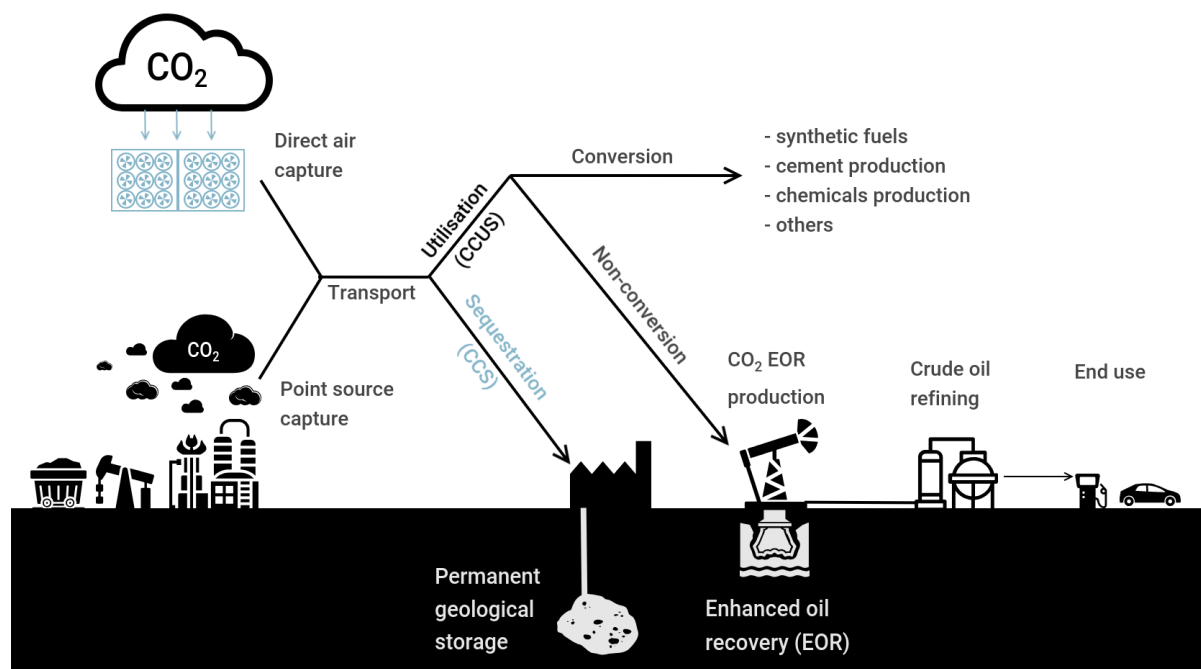 CO₂
Direct air
capture
Conversion
- synthetic fuels
- cement production
- chemicals production
- others
Utilisation
(CCUS)
Transport
Sequestration
(CCS)
Non-conversion
CO₂
Point source
capture
CO₂ EOR
production
Crude oil
refining
End use
Permanent
geological
storage
Enhanced oil
recovery (EOR)